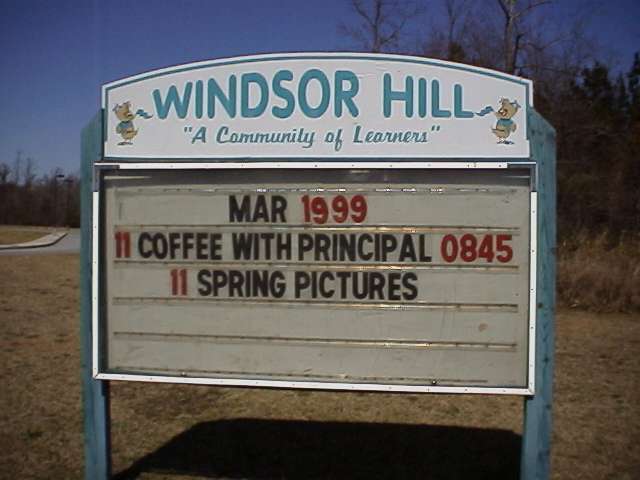 WINDSOR HILL
"A Community of Learners"
MAR 1999
11 COFFEE WITH PRINCIPAL 0845
11 SPRING PICTURES